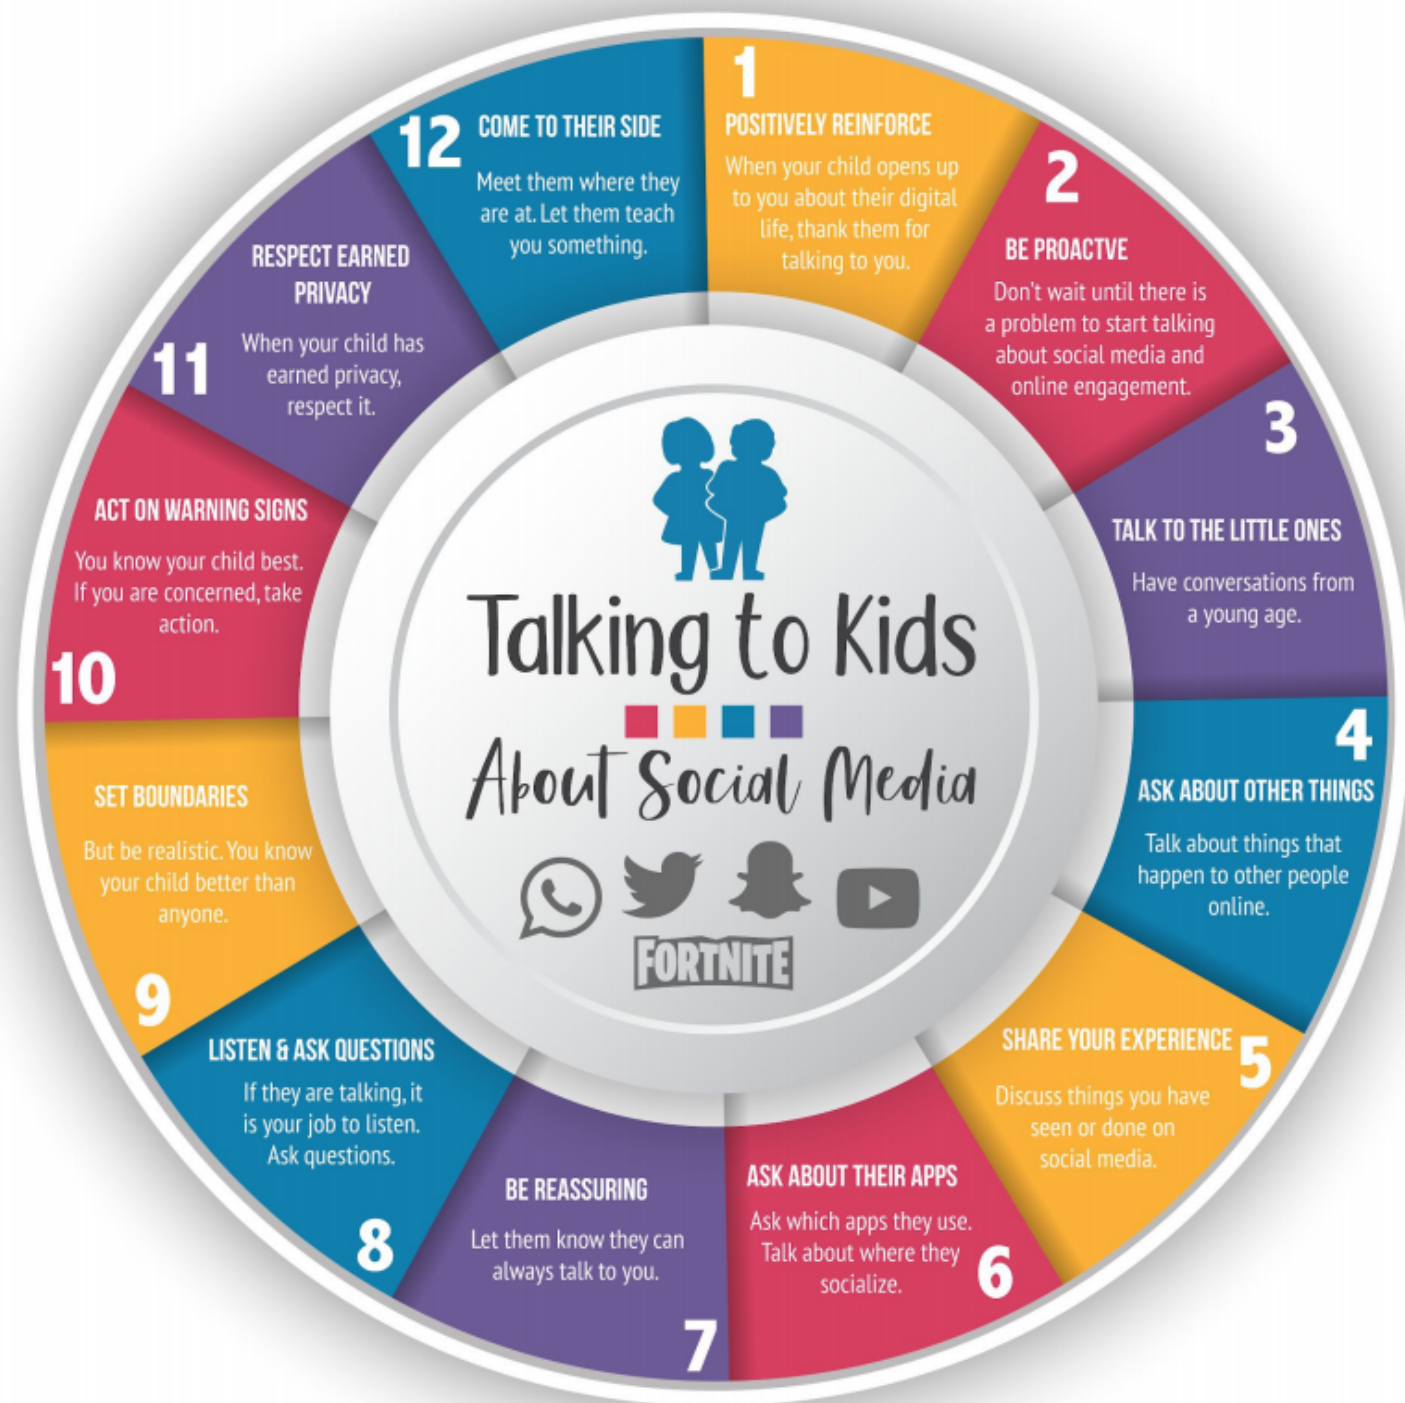 Talking to Kids
About Social Media
FORTNITE
1
POSITIVELY REINFORCE
When your child opens up
to you about their digital
life, thank them for
talking to you.
2
BE PROACTVE
Don't wait until there is
a problem to start talking
about social media and
online engagement.
3
TALK TO THE LITTLE ONES
Have conversations from
a young age.
4
ASK ABOUT OTHER THINGS
Talk about things that
happen to other people
online.
5
SHARE YOUR EXPERIENCE
Discuss things you have
seen or done on
social media.
6
ASK ABOUT THEIR APPS
Ask which apps they use.
Talk about where they
socialize.
7
BE REASSURING
Let them know they can
always talk to you.
8
LISTEN & ASK QUESTIONS
If they are talking, it
is your job to listen.
Ask questions.
9
SET BOUNDARIES
But be realistic. You know
your child better than
anyone.
10
ACT ON WARNING SIGNS
You know your child best.
If you are concerned, take
action.
11
RESPECT EARNED
PRIVACY
When your child has
earned privacy,
respect it.
12
COME TO THEIR SIDE
Meet them where they
are at. Let them teach
you something.